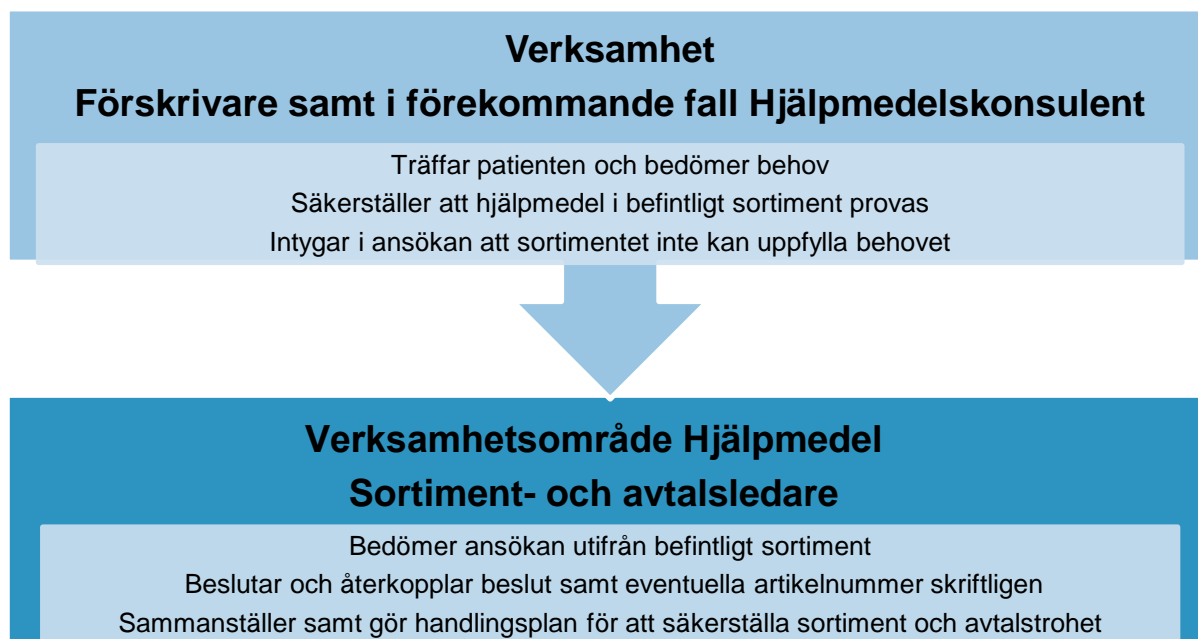 Verksamhet
Förskrivare samt i förekommande fall Hjälpmedelskonsulent
Träffar patienten och bedömer behov
Säkerställer att hjälpmedel i befintligt sortiment provas
Intygar i ansökan att sortimentet inte kan uppfylla behovet
Verksamhetsområde Hjälpmedel
Sortiment- och avtalsledare
Bedömer ansökan utifrån befintligt sortiment
Beslutar och återkopplar beslut samt eventuella artikelnummer skriftligen
Sammanställer samt gör handlingsplan för att säkerställa sortiment och avtalstrohet